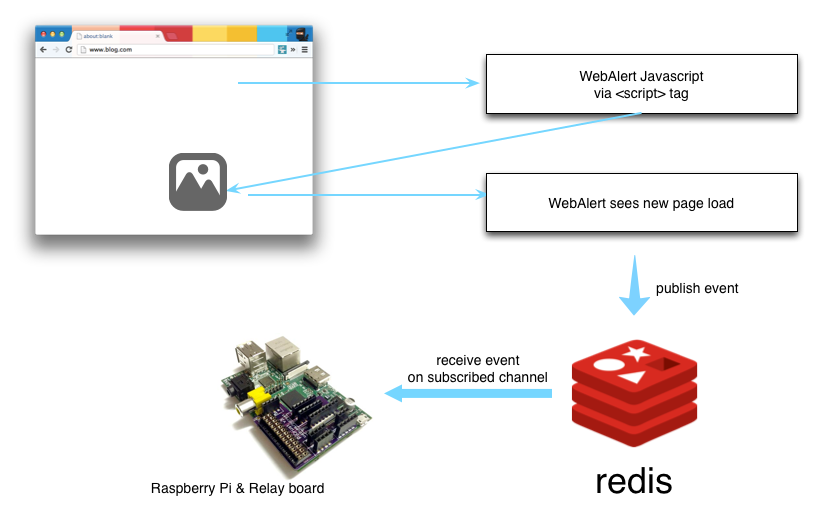 about:blank
www.blog.com
WebAlert Javascript
via <script> tag
WebAlert sees new page load
publish event
receive event
on subscribed channel
redis
Raspberry Pi & Relay board